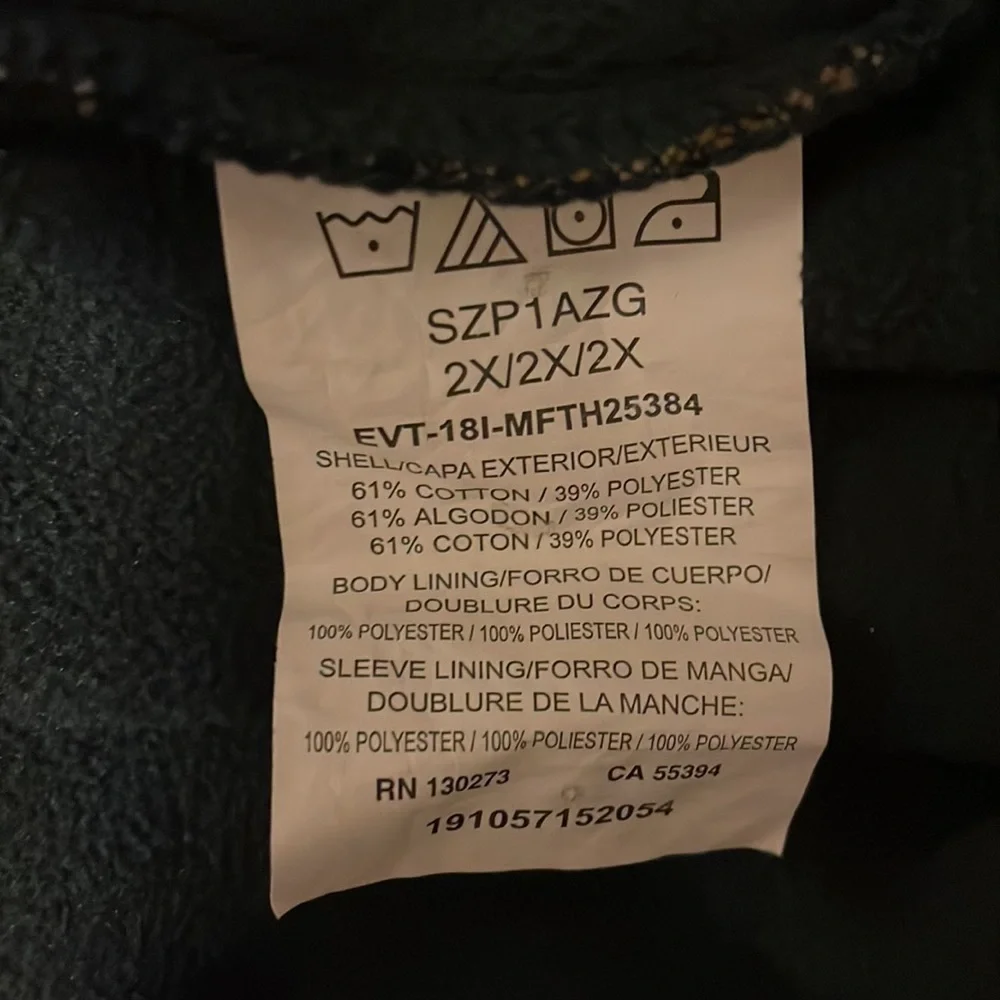 SZP1AZG
2X/2X/2X
EVT-18I-MFTH25384
SHELL/CAPA EXTERIOR/EXTERIEUR
61% COTTON / 39% POLYESTER
61% ALGODON / 39% POLIESTER
61% COTON / 39% POLYESTER
BODY LINING/FORRO DE CUERPO/
DOUBLURE DU CORPS:
100% POLYESTER / 100% POLIESTER / 100% POLYESTER
SLEEVE LINING/FORRO DE MANGA/
DOUBLURE DE LA MANCHE:
100% POLYESTER / 100% POLIESTER / 100% POLYESTER
RN 130273 CA 55394
191057152054